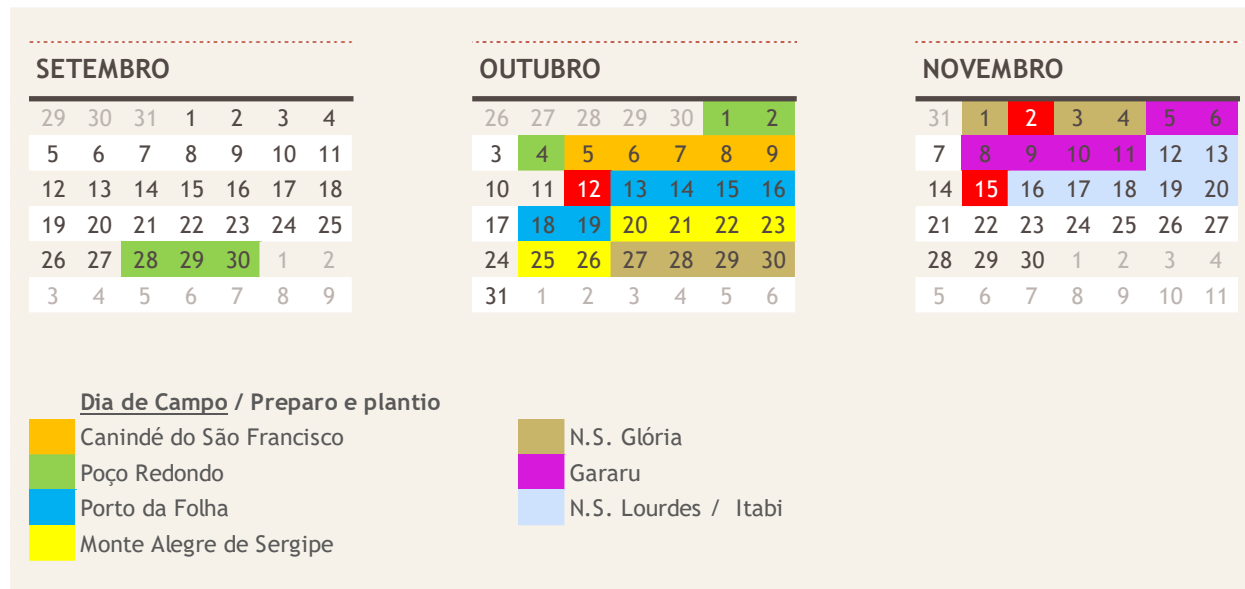 SETEMBRO
29 30 31 1 2 3 4
5 6 7 8 9 10 11
12 13 14 15 16 17 18
19 20 21 22 23 24 25
26 27 28 29 30 1 2
3 4 5 6 7 8 9
OUTUBRO
26 27 28 29 30 1 2
3 4 5 6 7 8 9
10 11 12 13 14 15 16
17 18 19 20 21 22 23
24 25 26 27 28 29 30
31 1 2 3 4 5 6
NOVEMBRO
31 1 2 3 4 5 6
7 8 9 10 11 12 13
14 15 16 17 18 19 20
21 22 23 24 25 26 27
28 29 30 1 2 3 4
5 6 7 8 9 10 11
Dia de Campo / Preparo e plantio
Canindé do São Francisco
Poço Redondo
Porto da Folha
Monte Alegre de Sergipe
N.S. Glória
Gararu
N.S. Lourdes / Itabi